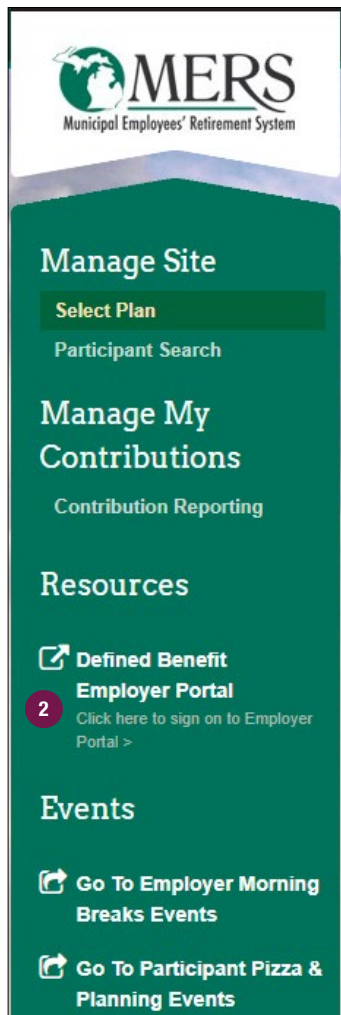 MERS
Municipal Employees' Retirement System
Manage Site
Select Plan
Participant Search
Manage My
Contributions
Contribution Reporting
Resources
Defined Benefit
Employer Portal
2
Click here to sign on to Employer
Portal >
Events
Go To Employer Morning
Breaks Events
Go To Participant Pizza &
Planning Events